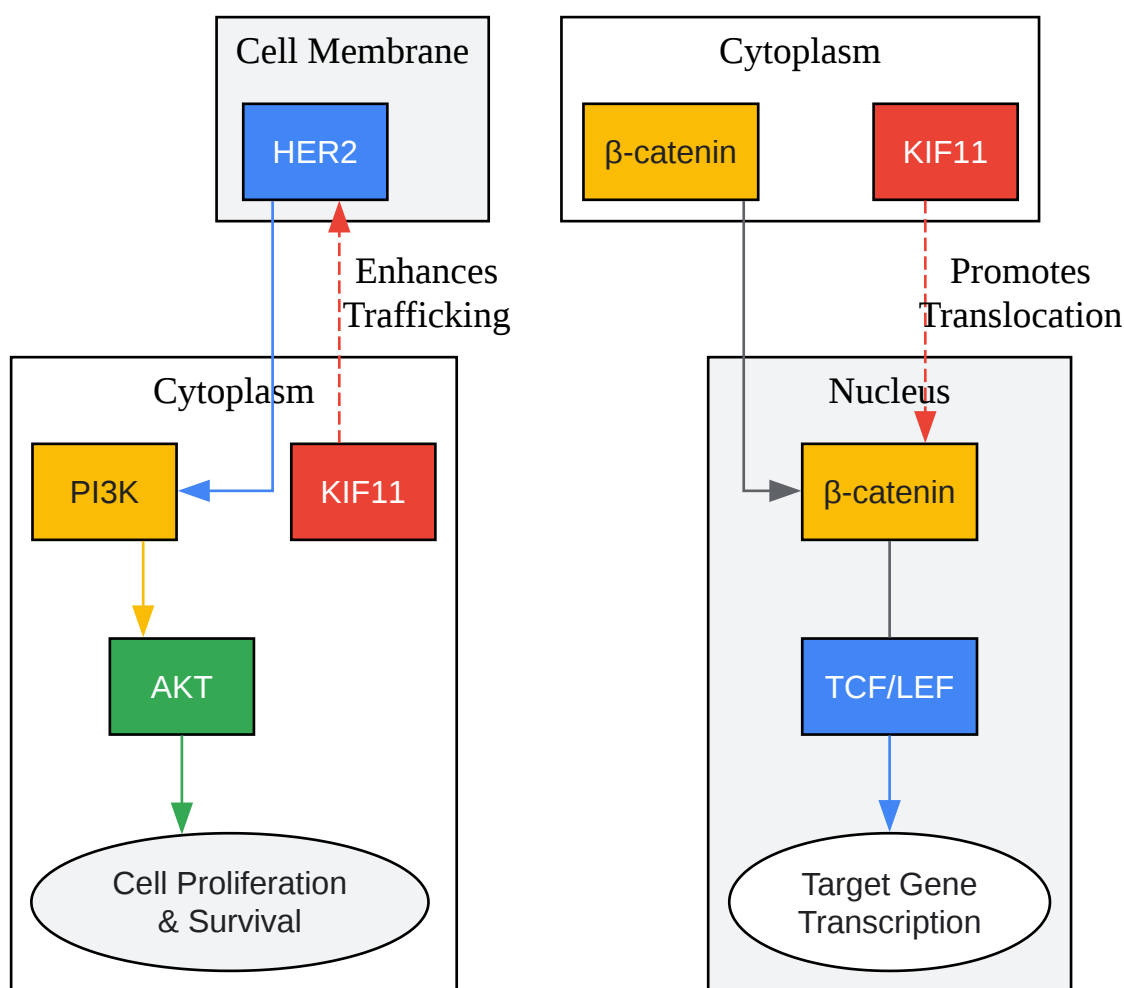 Cell Membrane
HER2
Enhances
Trafficking
Cytoplasm
PI3K
KIF11
AKT
Cell Proliferation
& Survival
Cytoplasm
β-catenin
KIF11
Promotes
Translocation
Nucleus
β-catenin
TCF/LEF
Target Gene
Transcription